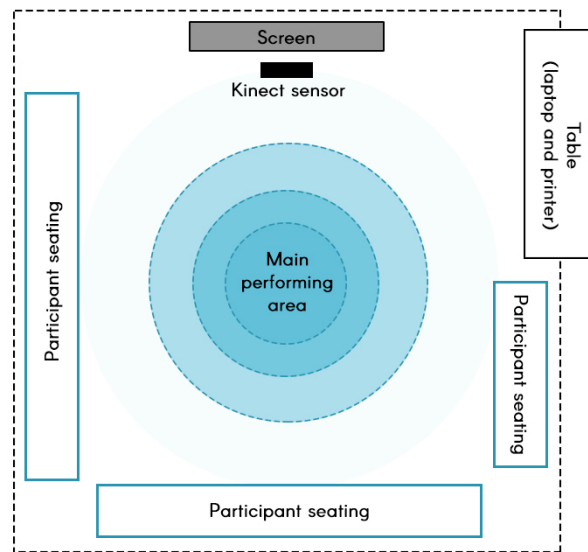 Screen
Kinect sensor
Table
(laptop and printer)
Participant seating
Main
performing
area
Participant seating
Participant seating